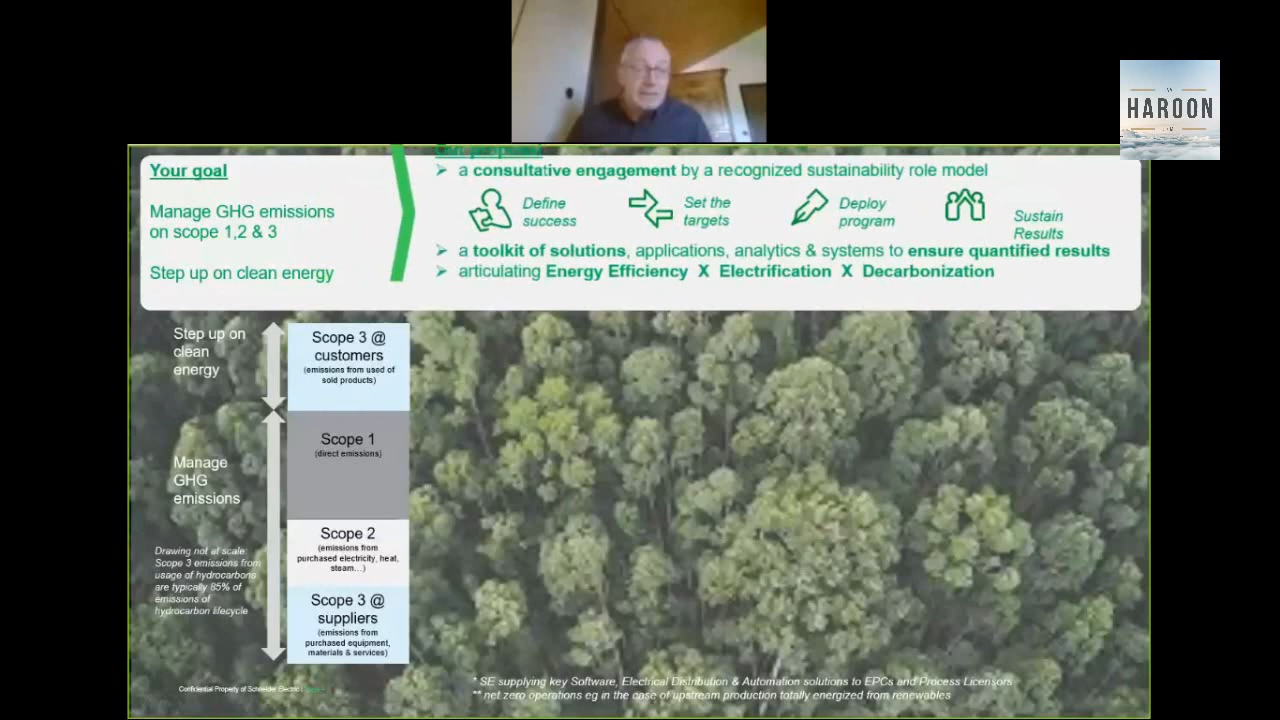 HAROON
Your goal
Manage GHG emissions
on scope 1,2 & 3
Step up on clean energy
➢ a consultative engagement by a recognized sustainability role model
Define
success
Set the
targets
Deploy
program
Sustain
Results
➢ a toolkit of solutions, applications, analytics & systems to ensure quantified results
➢ articulating Energy Efficiency X Electrification X Decarbonization
Step up on
clean
energy
Scope 3 @
customers
(emissions from used of
sold products)
Scope 1
(direct emissions)
Manage
GHG
emissions
Scope 2
(emissions from
purchased electricity, heat,
steam...)
Drawing not at scale:
Scope 3 emissions from
usage of hydrocarbons
are typically 85% of
emissions of
hydrocarbon lifecycle
Scope 3 @
suppliers
(emissions from
purchased equipment,
materials & services)
Confidential Property of Schneider Electric |
* SE supplying key Software, Electrical Distribution & Automation solutions to EPCs and Process Licensors
** net zero operations eg in the case of upstream production totally energized from renewables